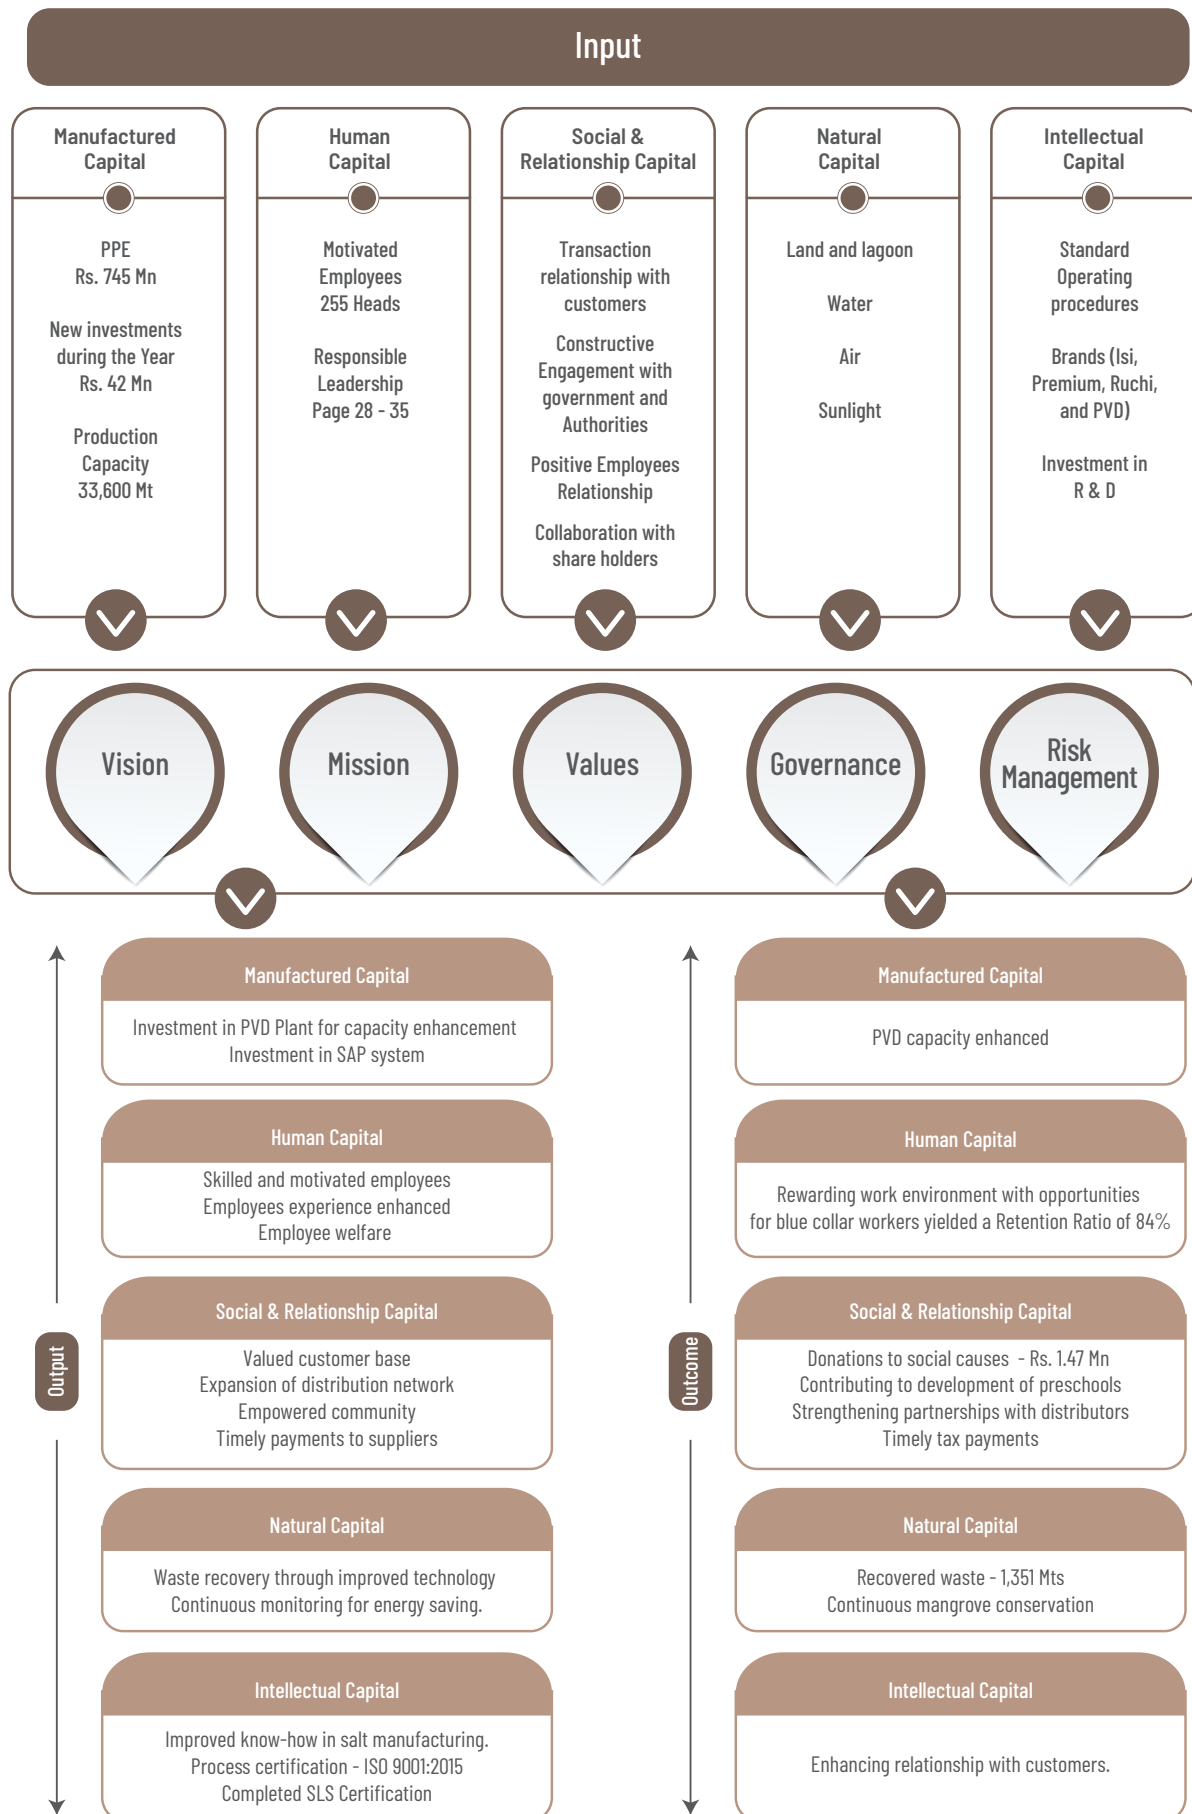 Input
Manufactured
Capital
PPE
Rs. 745 Mn
New investments
during the Year
Rs. 42 Mn
Production
Capacity
33,600 Mt
Human
Capital
Motivated
Employees
255 Heads
Responsible
Leadership
Page 28 - 35
Social &
Relationship Capital
Transaction
relationship with
customers
Constructive
Engagement with
government and
Authorities
Positive Employees
Relationship
Collaboration with
share holders
Natural
Capital
Land and lagoon
Water
Air
Sunlight
Intellectual
Capital
Standard
Operating
procedures
Brands (Isi,
Premium, Ruchi,
and PVD)
Investment in
R & D
Vision
Mission
Values
Governance
Risk
Management
Output
Manufactured Capital
Investment in PVD Plant for capacity enhancement
Investment in SAP system
Human Capital
Skilled and motivated employees
Employees experience enhanced
Employee welfare
Social & Relationship Capital
Valued customer base
Expansion of distribution network
Empowered community
Timely payments to suppliers
Natural Capital
Waste recovery through improved technology
Continuous monitoring for energy saving.
Intellectual Capital
Improved know-how in salt manufacturing.
Process certification - ISO 9001:2015
Completed SLS Certification
Outcome
Manufactured Capital
PVD capacity enhanced
Human Capital
Rewarding work environment with opportunities
for blue collar workers yielded a Retention Ratio of 84%
Social & Relationship Capital
Donations to social causes - Rs. 1.47 Mn
Contributing to development of preschools
Strengthening partnerships with distributors
Timely tax payments
Natural Capital
Recovered waste - 1,351 Mts
Continuous mangrove conservation
Intellectual Capital
Enhancing relationship with customers.